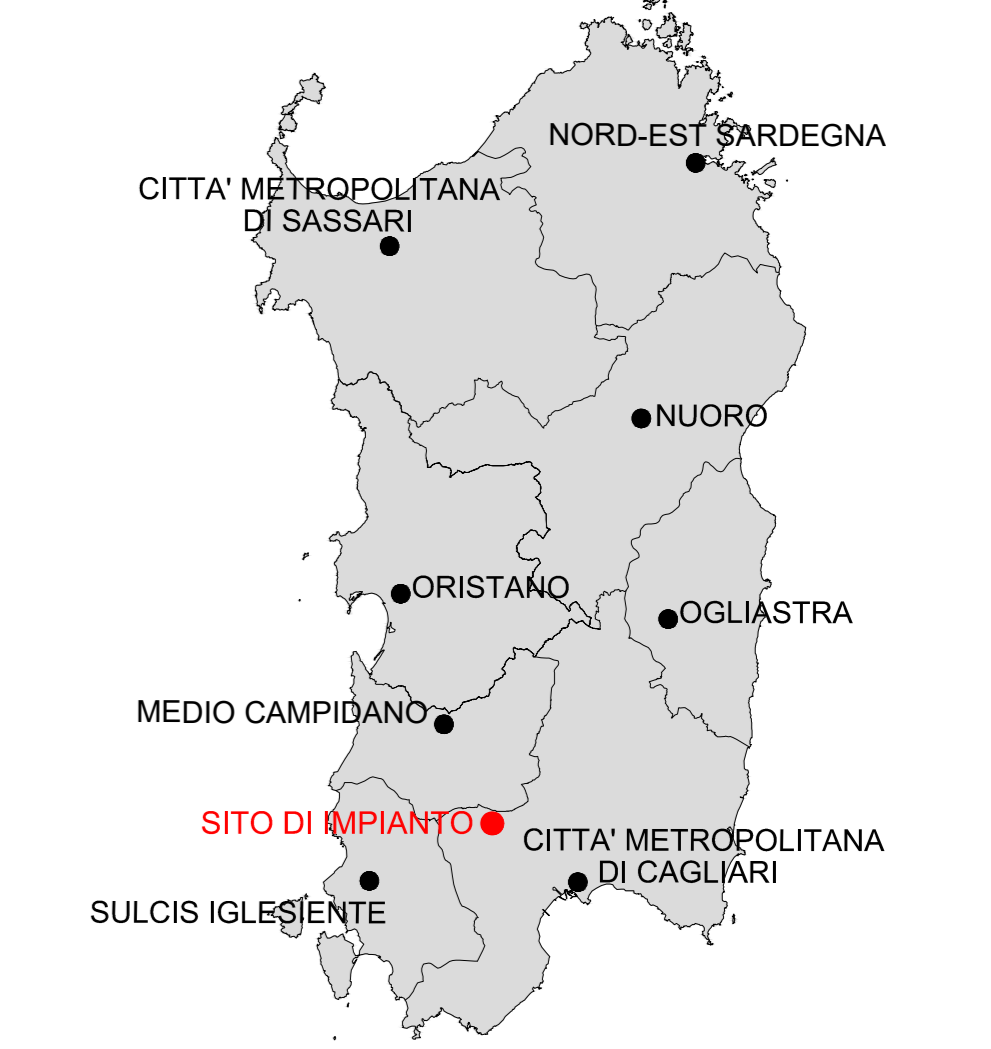 NORD-EST SARDEGNA
CITTA' METROPOLITANA
DI SASSARI
NUORO
ORISTANO
OGLIASTRA
MEDIO CAMPIDANO
SITO DI IMPIANTO
CITTA' METROPOLITANA
DI CAGLIARI
SULCIS IGLESIENTE